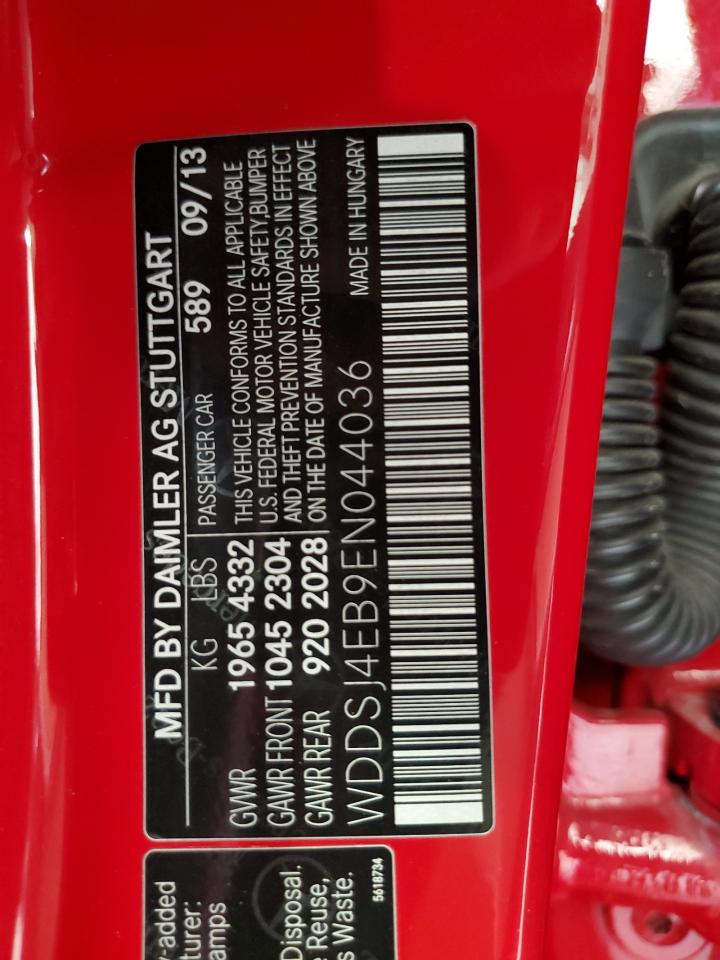 MFD BY DAIMLER AG STUTTGART
KG LBS PASSENGER CAR 589 09/13
GVWR 1965 4332 THIS VEHICLE CONFORMS TO ALL APPLICABLE
GAWR FRONT 1045 2304 U.S. FEDERAL MOTOR VEHICLE SAFETY,BUMPER
AND THEFT PREVENTION STANDARDS IN EFFECT
GAWR REAR 920 2028 ON THE DATE OF MANUFACTURE SHOWN ABOVE
WDDSJ4EB9EN044036 MADE IN HUNGARY
y-added
turer:
amps
Disposal.
e Reuse,
s Waste.
5618734